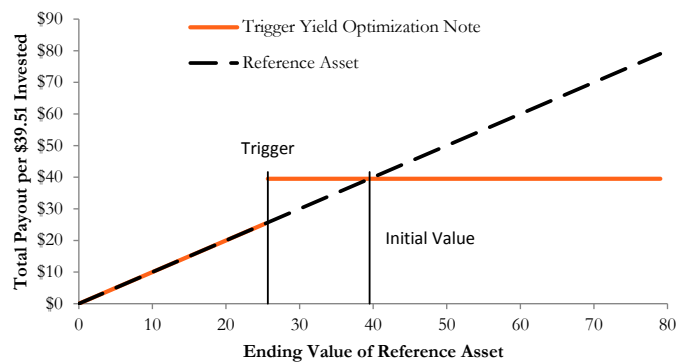 $90
$80
$70
$60
$50
$40
$30
$20
$10
$0
Total Payout per $39.51 Invested
Trigger Yield Optimization Note
Reference Asset
Trigger
Initial Value
0 10 20 30 40 50 60 70 80
Ending Value of Reference Asset